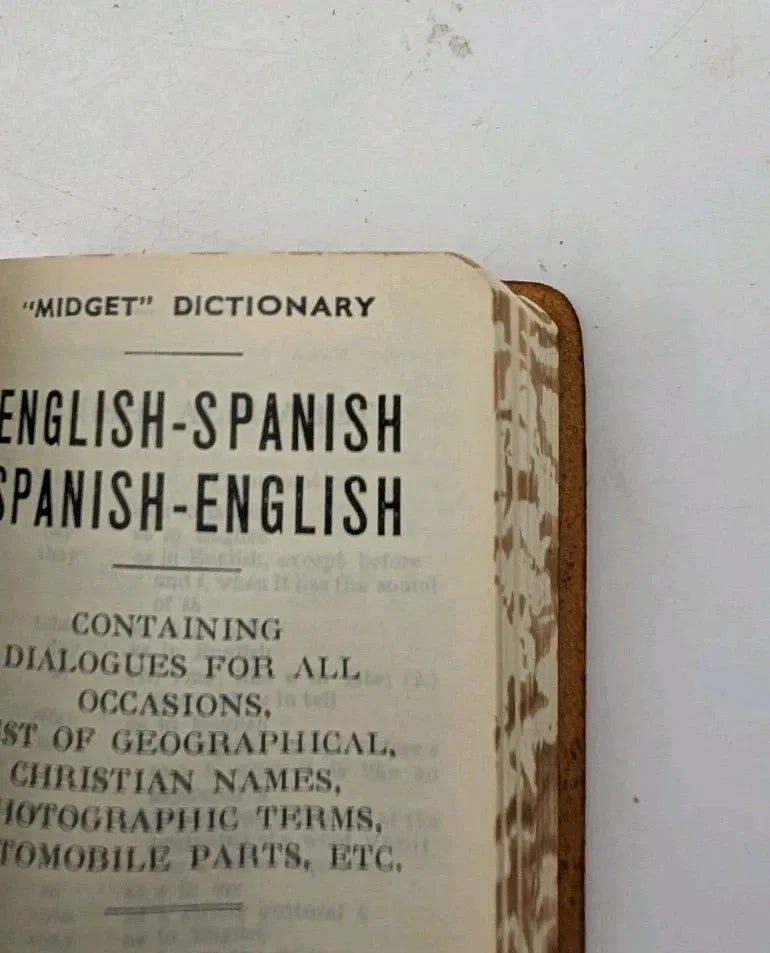 "MIDGET" DICTIONARY
ENGLISH-SPANISH
SPANISH-ENGLISH
CONTAINING
DIALOGUES FOR ALL
OCCASIONS,
ST OF GEOGRAPHICAL,
CHRISTIAN NAMES,
HOTOGRAPHIC TERMS,
TOMOBILE PARTS, ETC.